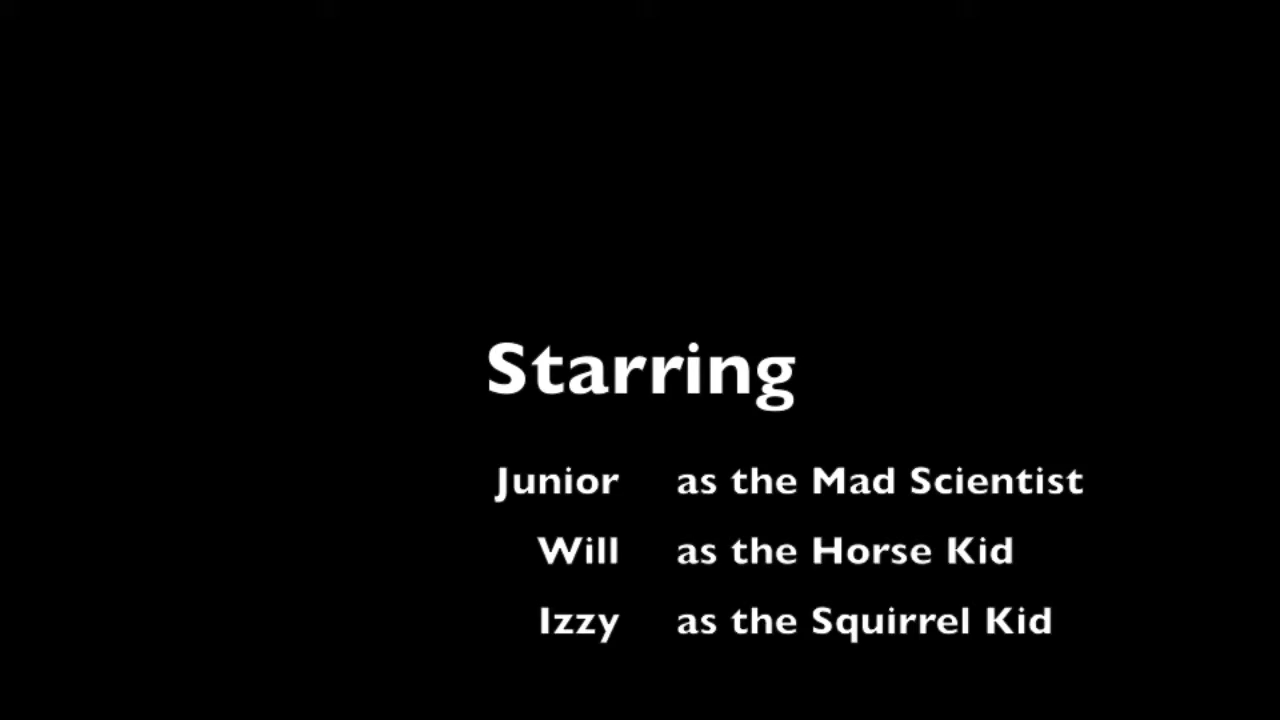 Starring
Junior as the Mad Scientist
Will as the Horse Kid
Izzy as the Squirrel Kid